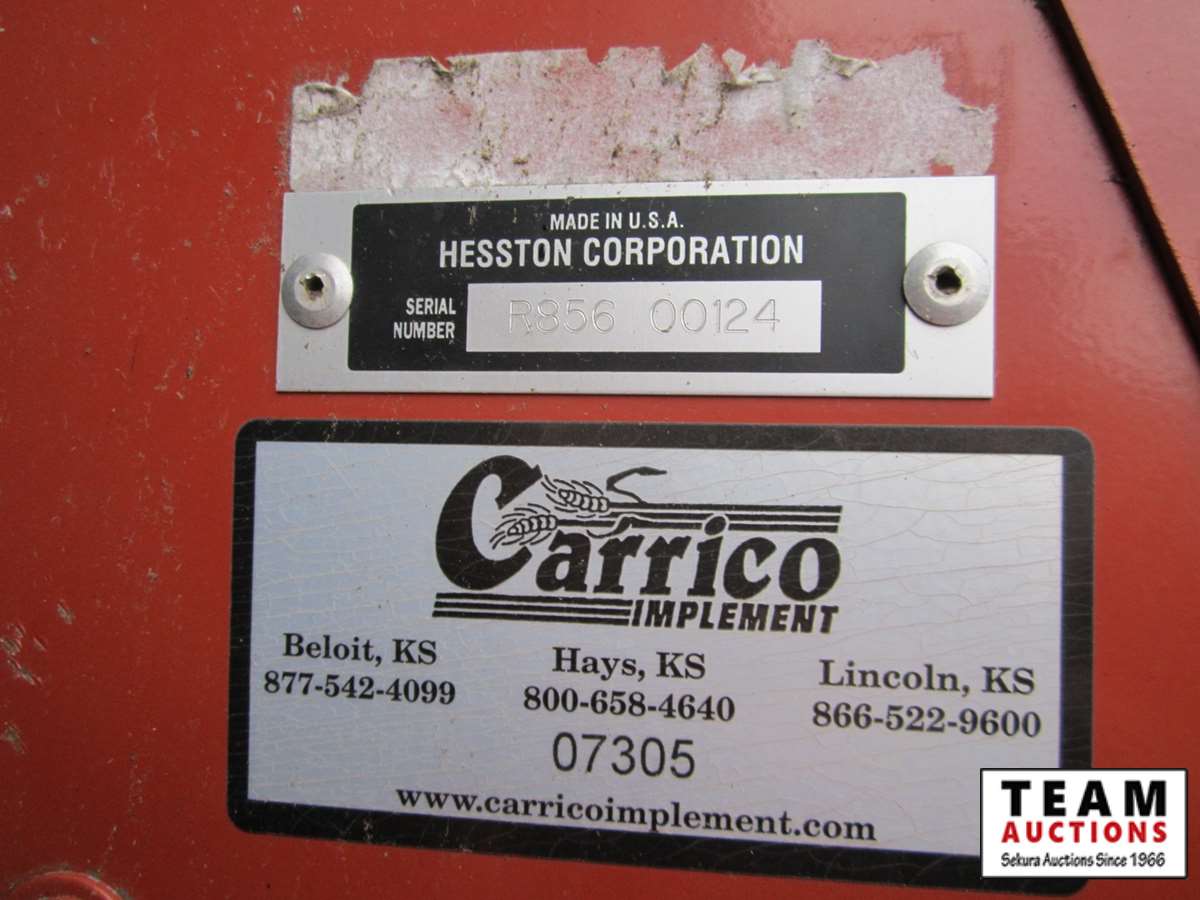 MADE IN U.S.A.
HESSTON CORPORATION
SERIAL
NUMBER
R856 00124
Carrico
IMPLEMENT
Beloit, KS
877-542-4099
Hays, KS
800-658-4640
Lincoln, KS
866-522-9600
07305
www.carricoimplement.com
TEAM
AUCTIONS
Sekura Auctions Since 1966